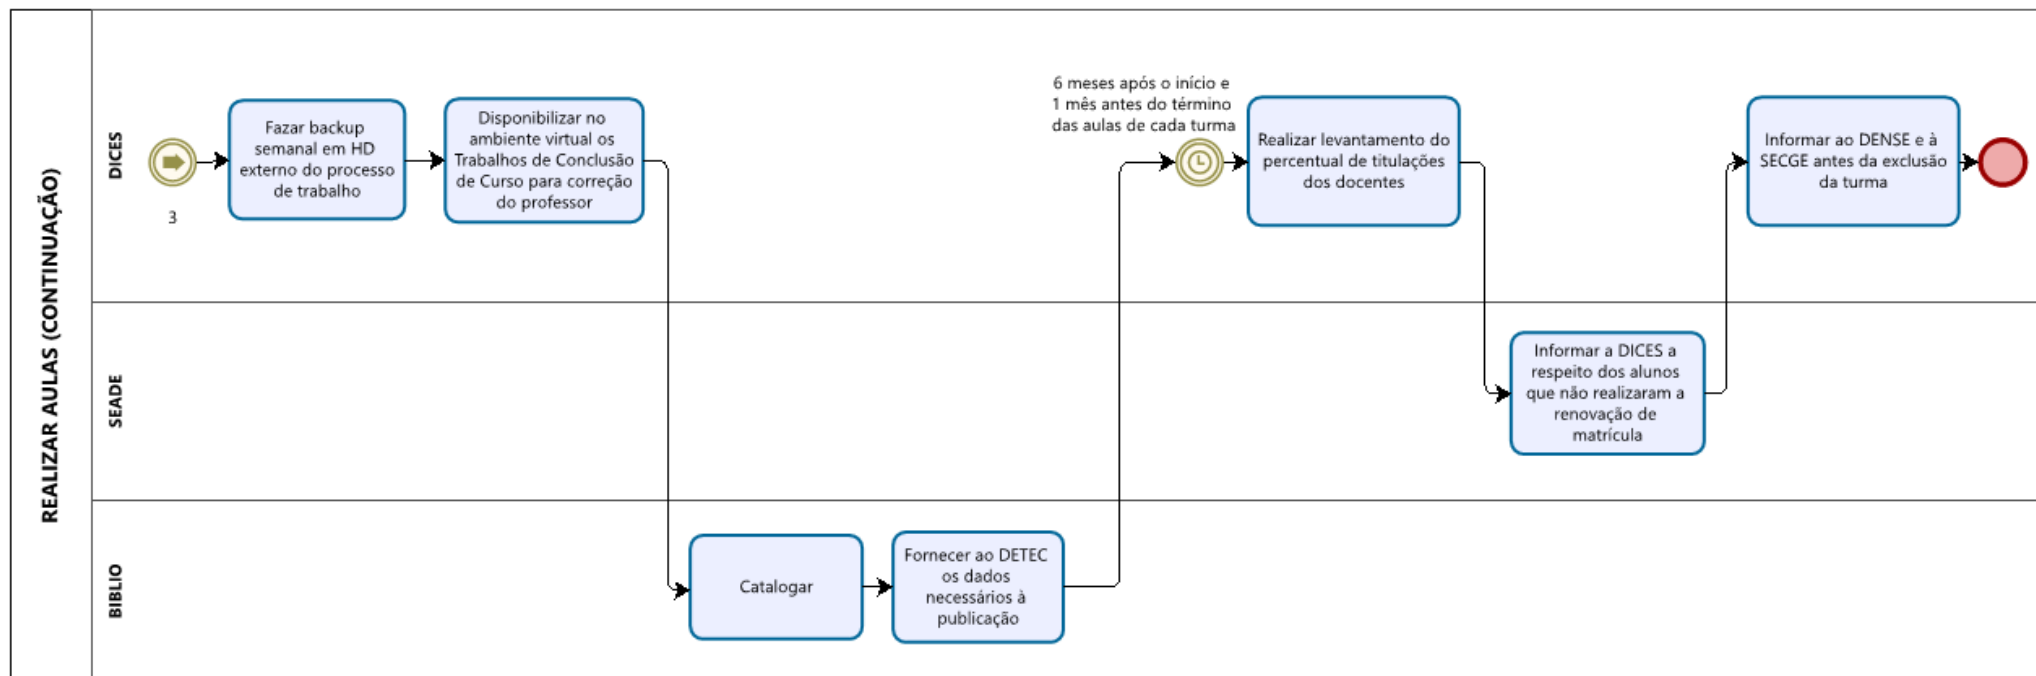 REALIZAR AULAS (CONTINUAÇÃO)
DICES
3
Fazar backup
semanal em HD
externo do processo
de trabalho
Disponibilizar no
ambiente virtual os
Trabalhos de Conclusão
de Curso para correção
do professor
6 meses após o início e
1 mês antes do término
das aulas de cada turma
Realizar levantamento do
percentual de titulações
dos docentes
Informar ao DENSE e à
SECGE antes da exclusão
da turma
SEADE
Informar a DICES a
respeito dos alunos
que não realizaram a
renovação de
matrícula
BIBLIO
Catalogar
Fornecer ao DETEC
os dados
necessários à
publicação